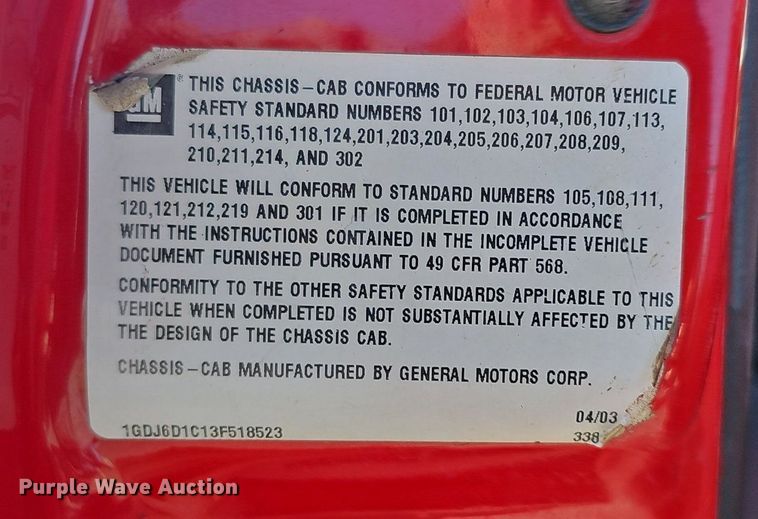 GM ® THIS CHASSIS-CAB CONFORMS TO FEDERAL MOTOR VEHICLE
SAFETY STANDARD NUMBERS 101,102,103,104,106,107,113,
114,115,116,118,124,201,203,204,205,206,207,208,209,
210,211,214, AND 302
THIS VEHICLE WILL CONFORM TO STANDARD NUMBERS 105,108,111,
120,121,212,219 AND 301 IF IT IS COMPLETED IN ACCORDANCE
WITH THE INSTRUCTIONS CONTAINED IN THE INCOMPLETE VEHICLE
DOCUMENT FURNISHED PURSUANT TO 49 CFR PART 568.
CONFORMITY TO THE OTHER SAFETY STANDARDS APPLICABLE TO THIS
VEHICLE WHEN COMPLETED IS NOT SUBSTANTIALLY AFFECTED BY THE
THE DESIGN OF THE CHASSIS CAB.
CHASSIS-CAB MANUFACTURED BY GENERAL MOTORS CORP.
04/03
1GDJ6D1C13F518523 338
Purple Wave Auction